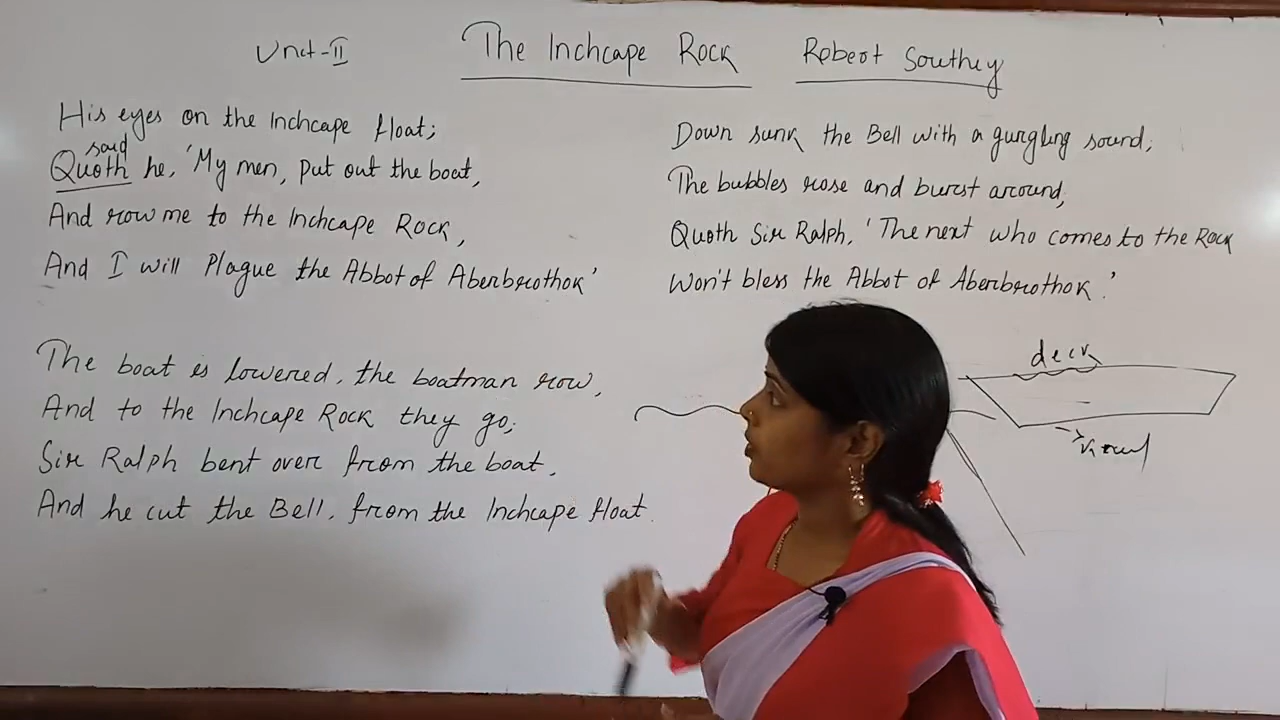 Unit-II The Inchcape Rock Robert Southey
His eyes on the Inchcape float;
said
Quoth he, 'My men, put out the boat,
And row me to the Inchcape Rock,
And I will Plague the Abbot of Aberbrothok'
The boat is lowered, the boatman row,
And to the Inchcape Rock they go;
Sir Ralph bent over from the boat,
And he cut the Bell, from the Inchcape float.
Down sunk the Bell with a gurgling sound,
The bubbles rose and burst around,
Quoth Sir Ralph, 'The next who comes to the Rock
Won't bless the Abbot of Aberbrothok.'
deck